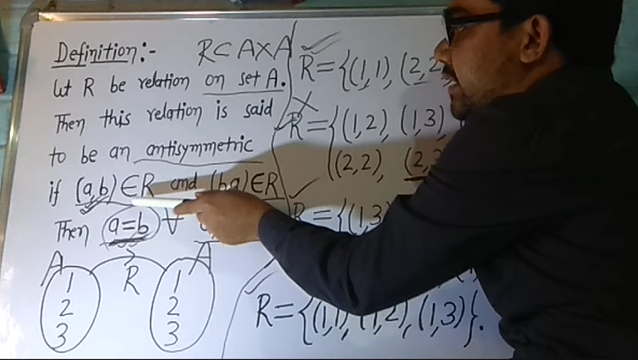 Definition:- R⊂A×A
Let R be relation on set A.
Then this relation is said
to be an antisymmetric
if (a,b)∈R and (b,a)∈R
Then a=b ∀
A R A
1 1
2 2
3 3
R={(1,1), (2,2
R={(1,2), (1,3)
(2,2), (2,3
R={(1,3)
R={(1,1), (1,2), (1,3)}.